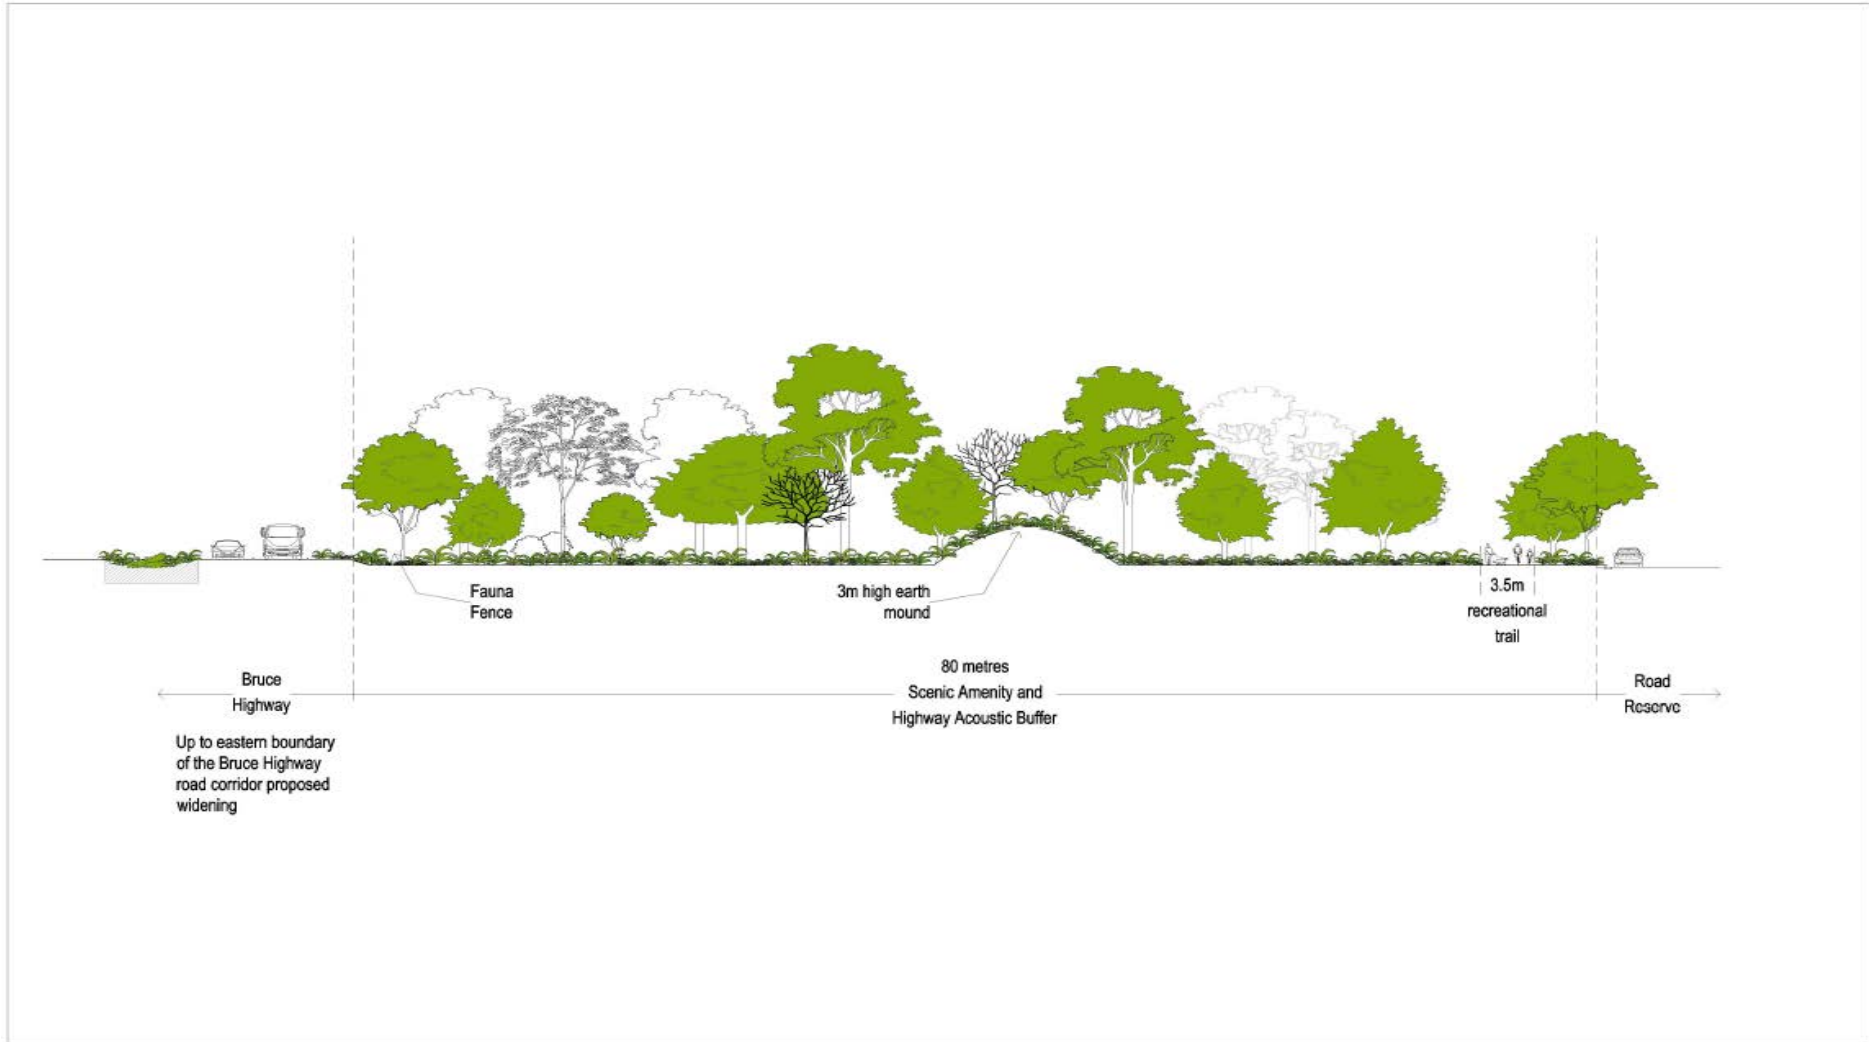 Fauna
Fence
3m high earth
mound
3.5m
recreational
trail
Bruce
Highway
Up to eastern boundary
of the Bruce Highway
road corridor proposed
widening
80 metres
Scenic Amenity and
Highway Acoustic Buffer
Road
Reserve